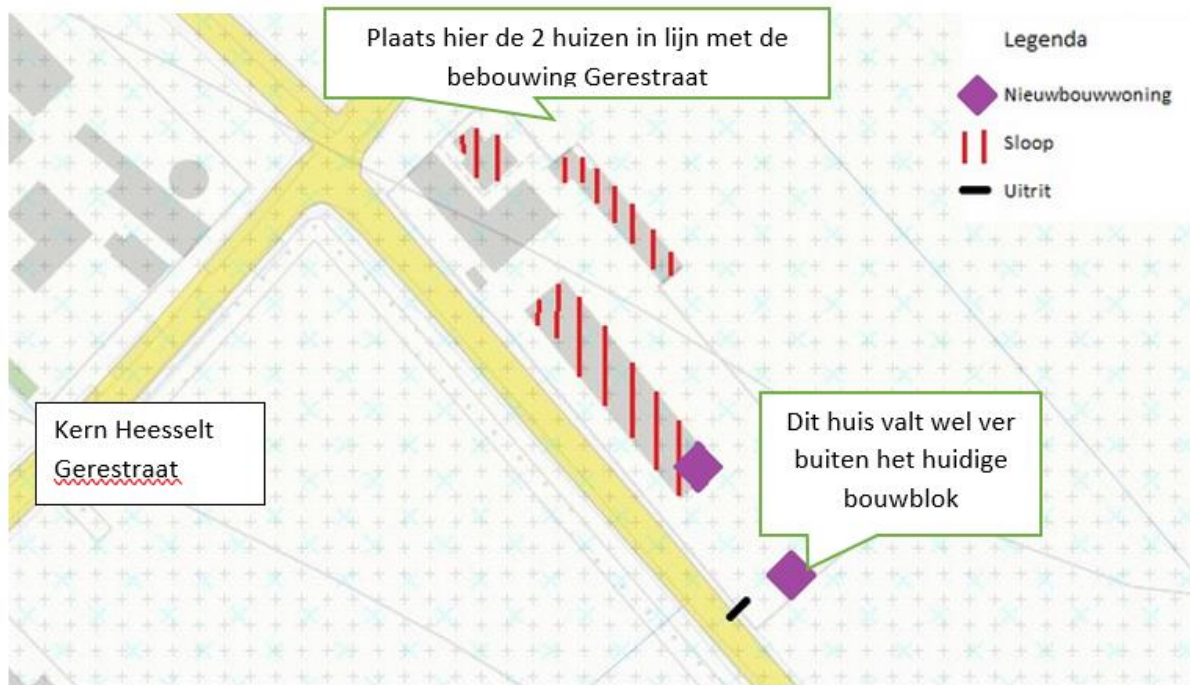 Plaats hier de 2 huizen in lijn met de
bebouwing Gerestraat
Legenda
Nieuwbouwwoning
Sloop
Uitrit
Kern Heesselt
Gerestraat
Dit huis valt wel ver
buiten het huidige
bouwblok